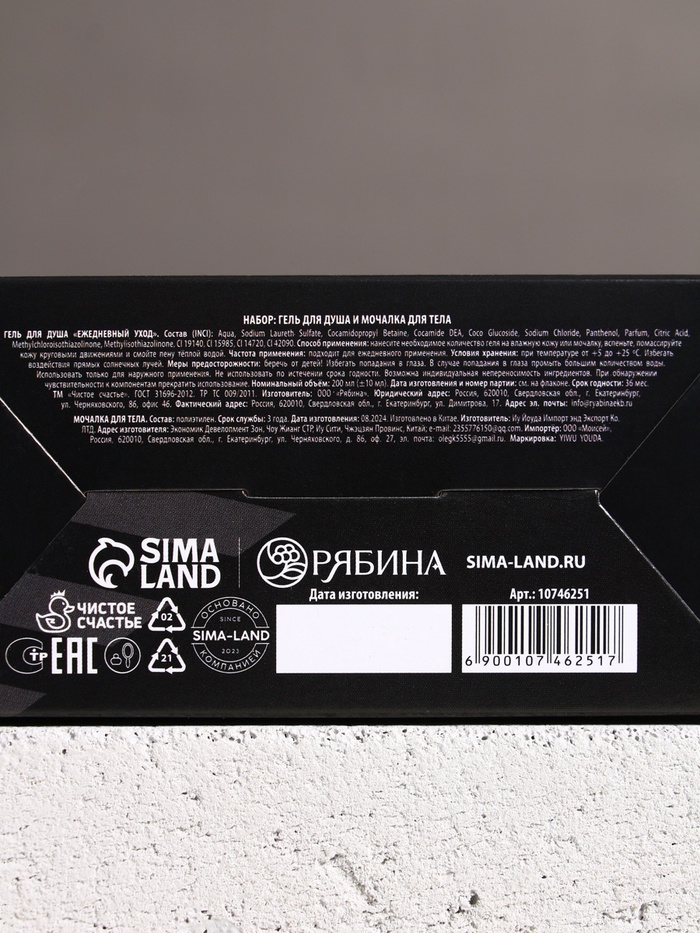 НАБОР: ГЕЛЬ ДЛЯ ДУША И МОЧАЛКА ДЛЯ ТЕЛА
ГЕЛЬ ДЛЯ ДУША «ЕЖЕДНЕВНЫЙ УХОД». Состав (INCI): Aqua, Sodium Laureth Sulfate, Cocamidopropyl Betaine, Cocamide DEA, Coco Glucoside, Sodium Chloride, Panthenol, Parfum, Citric Acid,
Methylchloroisothiazolinone, Methylisothiazolinone, CI 19140, CI 15985, CI 14720, CI 42090. Способ применения: нанесите необходимое количество геля на влажную кожу или мочалку, вспеньте, помассируйте
кожу круговыми движениями и смойте пену тёплой водой. Частота применения: подходит для ежедневного применения. Условия хранения: при температуре от +5 до +25 °С. Избегать
воздействия прямых солнечных лучей. Меры предосторожности: беречь от детей! Избегать попадания в глаза. В случае попадания в глаза промыть большим количеством воды.
Использовать только для наружного применения. Не использовать по истечении срока годности. Возможна индивидуальная непереносимость ингредиентов. При обнаружении
чувствительности к компонентам прекратить использование. Номинальный объём: 200 мл (±10 мл). Дата изготовления и номер партии: см. на флаконе. Срок годности: 36 мес.
ТМ «Чистое счастье». ГОСТ 31696-2012. ТР ТС 009/2011. Изготовитель: ООО «Рябина». Юридический адрес: Россия, 620010, Свердловская обл., г. Екатеринбург,
ул. Черняховского, 86, офис 46. Фактический адрес: Россия, 620010, Свердловская обл., г. Екатеринбург, ул. Димитрова, 17. Адрес эл. почты: info@ryabinaekb.ru
МОЧАЛКА ДЛЯ ТЕЛА. Состав: полиэтилен. Срок службы: 3 года. Дата изготовления: 08.2024. Изготовлено в Китае. Изготовитель: Иу Йоуда Импорт энд Экспорт Ко.
ЛТД. Адрес изготовителя: Экономик Девелопмент Зон, Чоу Жианг СТР, Иу Сити, Чжэцзян Провинс, Китай; e-mail: 2355776150@qq.com. Импортёр: ООО «Моисей»,
Россия, 620010, Свердловская обл., г. Екатеринбург, ул. Черняховского, д. 86, оф. 27, эл. почта: olegk5555@gmail.ru. Маркировка: YIWU YOUDA.
SIMA LAND
РЯБИНА
SIMA-LAND.RU
Дата изготовления:
Арт.: 10746251
ЧИСТОЕ СЧАСТЬЕ
02
ОСНОВАНО
SINCE
SIMA-LAND
2023
КОМПАНИЕЙ
СТР
EAC
21
6 900107 462517